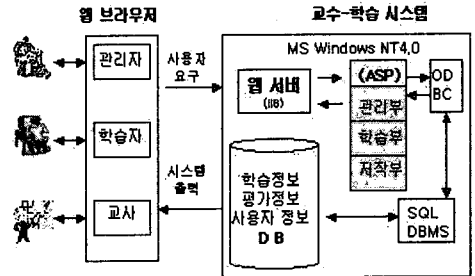 웹 브라우저
교수-학습 시스템
관리자
학습자
교사
사용자
요구
시스템
출력
MS Windows NT4.0
웹 서버
(IIS)
(ASP)
관리부
학습부
저작부
OD
BC
학습정보
평가정보
사용자 정보
D B
SQL
DBMS